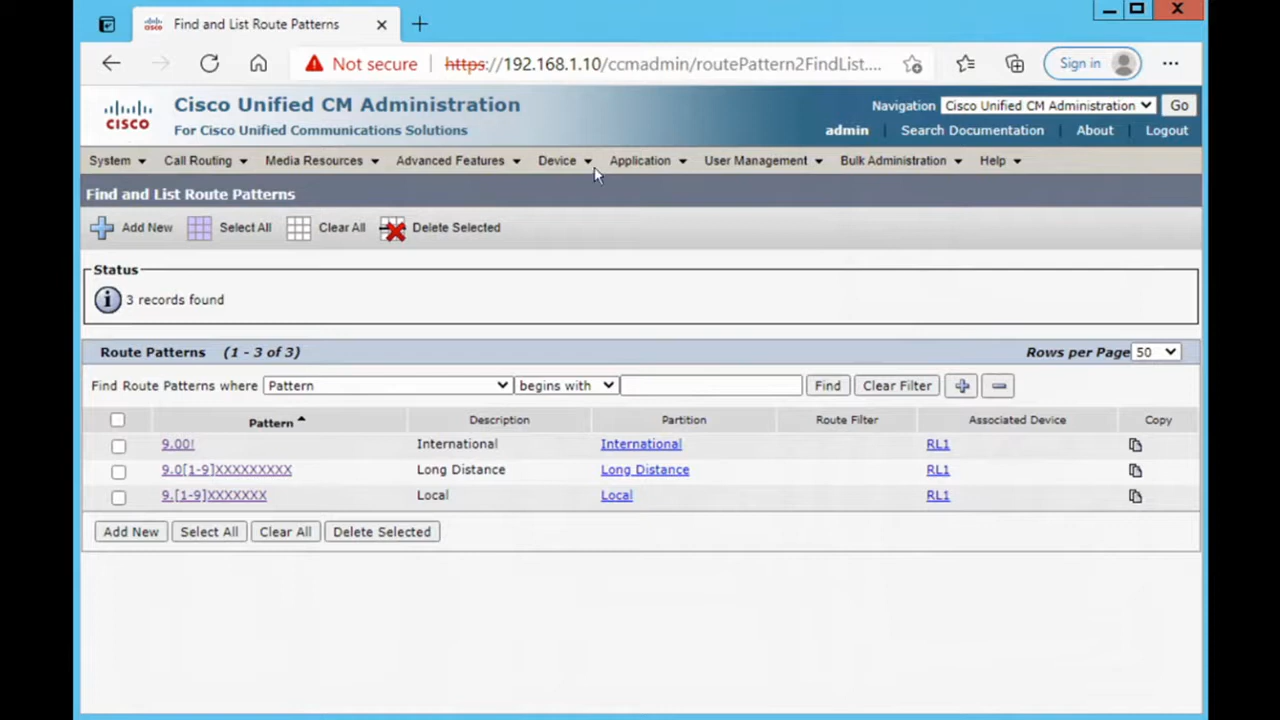 Find and List Route Patterns
Not secure https://192.168.1.10/ccmadmin/routePattern2FindList.... Sign in
CISCO
Cisco Unified CM Administration
For Cisco Unified Communications Solutions
Navigation Cisco Unified CM Administration Go
admin | Search Documentation | About | Logout
System Call Routing Media Resources Advanced Features Device Application User Management Bulk Administration Help
Find and List Route Patterns
Add New Select All Clear All Delete Selected
Status
3 records found
Route Patterns (1 - 3 of 3) Rows per Page 50
Find Route Patterns where Pattern begins with Find Clear Filter
Pattern Description Partition Route Filter Associated Device Copy
9.00! International International RL1
9.0[1-9]XXXXXXXXX Long Distance Long Distance RL1
9.[1-9]XXXXXXX Local Local RL1
Add New Select All Clear All Delete Selected